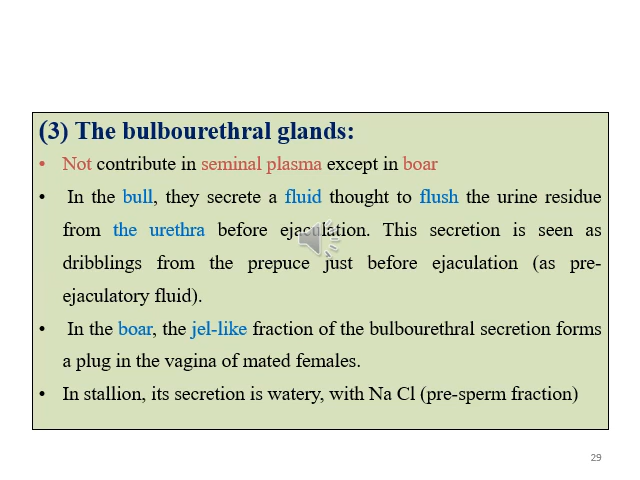 (3) The bulbourethral glands:
• Not contribute in seminal plasma except in boar
• In the bull, they secrete a fluid thought to flush the urine residue
from the urethra before ejaculation. This secretion is seen as
dribblings from the prepuce just before ejaculation (as pre-
ejaculatory fluid).
• In the boar, the jel-like fraction of the bulbourethral secretion forms
a plug in the vagina of mated females.
• In stallion, its secretion is watery, with Na Cl (pre-sperm fraction)
29